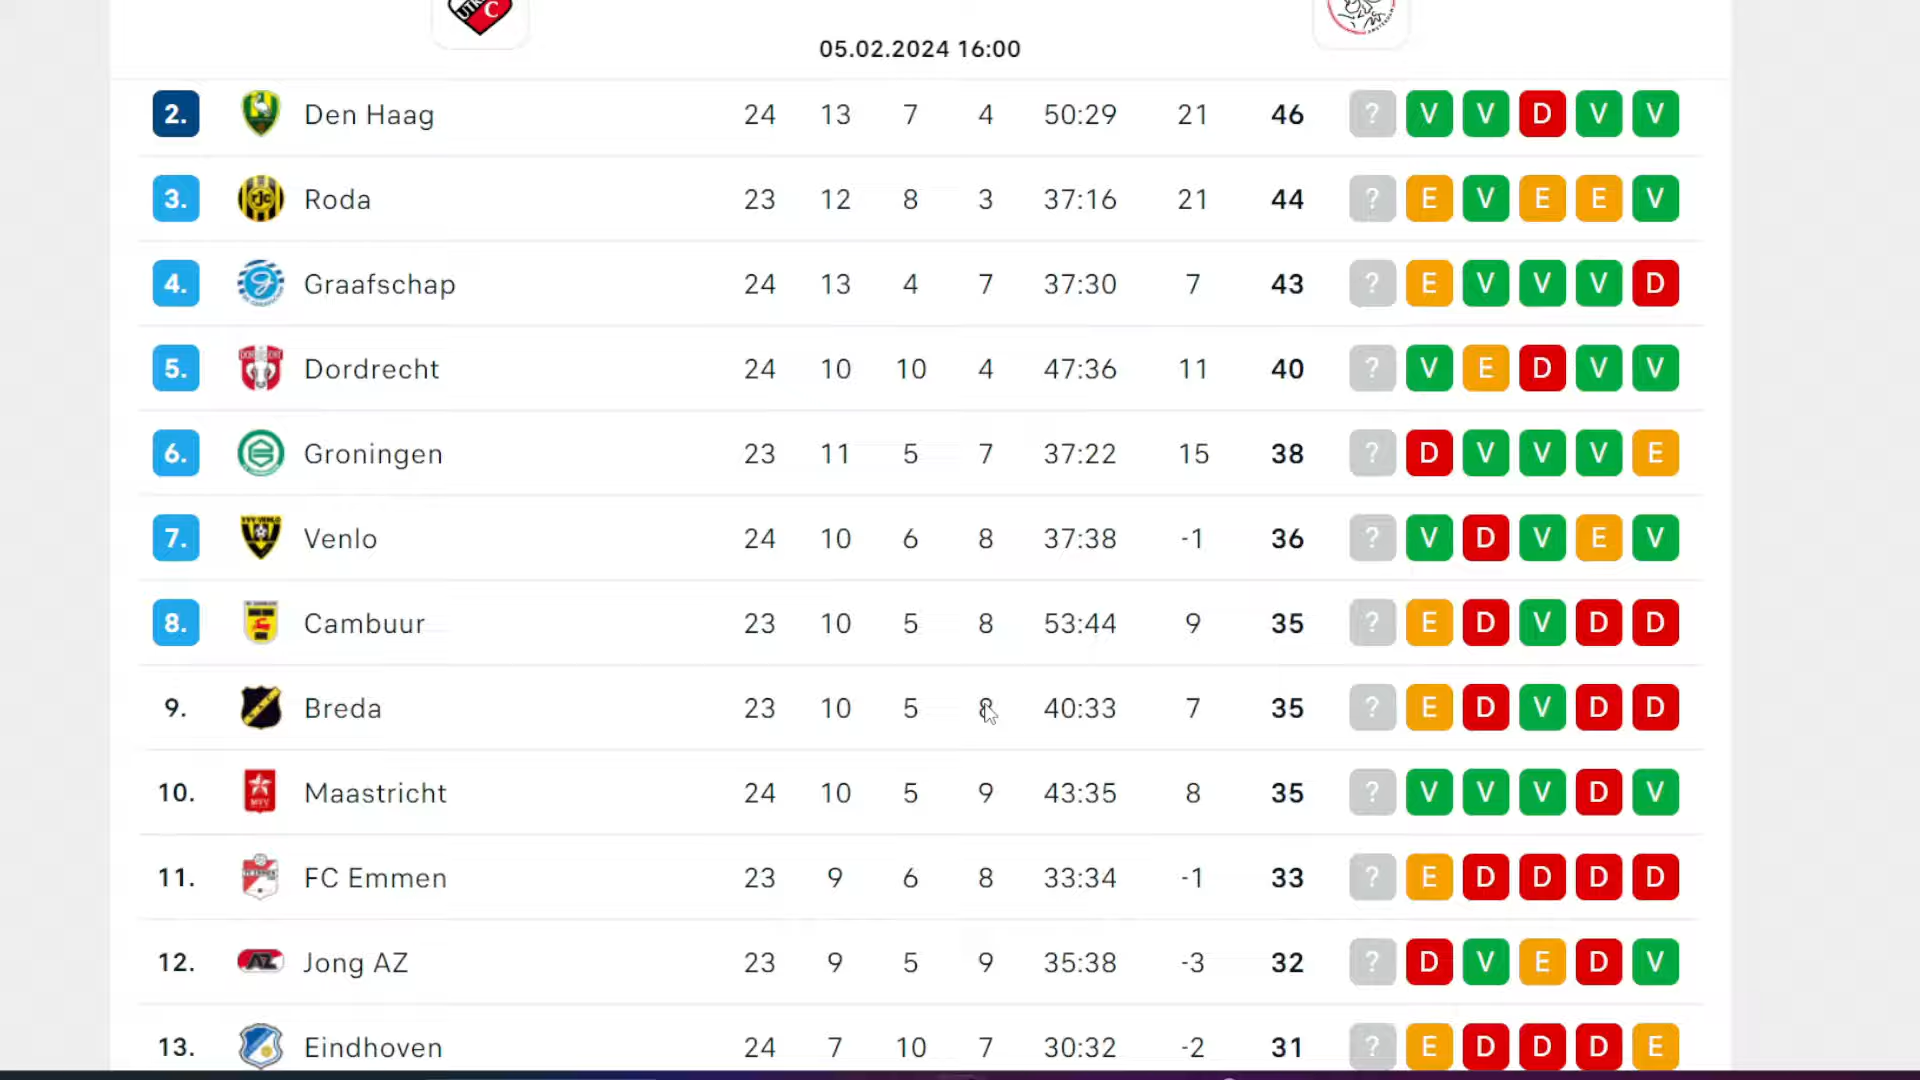 UTR
C
05.02.2024 16:00
2. Den Haag 24 13 7 4 50:29 21 46 ? V V D V V
3. Roda 23 12 8 3 37:16 21 44 ? E V E E V
4. Graafschap 24 13 4 7 37:30 7 43 ? E V V V D
5. Dordrecht 24 10 10 4 47:36 11 40 ? V E D V V
6. Groningen 23 11 5 7 37:22 15 38 ? D V V V E
7. Venlo 24 10 6 8 37:38 -1 36 ? V D V E V
8. Cambuur 23 10 5 8 53:44 9 35 ? E D V D D
9. Breda 23 10 5 8 40:33 7 35 ? E D V D D
10. Maastricht 24 10 5 9 43:35 8 35 ? V V V D V
11. FC Emmen 23 9 6 8 33:34 -1 33 ? E D D D D
12. AZ Jong AZ 23 9 5 9 35:38 -3 32 ? D V E D V
13. Eindhoven 24 7 10 7 30:32 -2 31 ? E D D D E